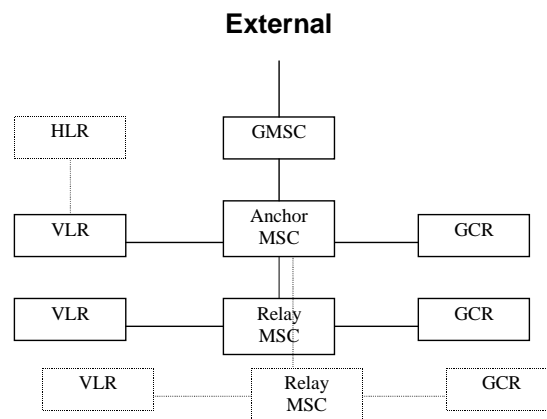 External
HLR
GMSC
VLR
Anchor
MSC
GCR
VLR
Relay
MSC
GCR
VLR
Relay
MSC
GCR